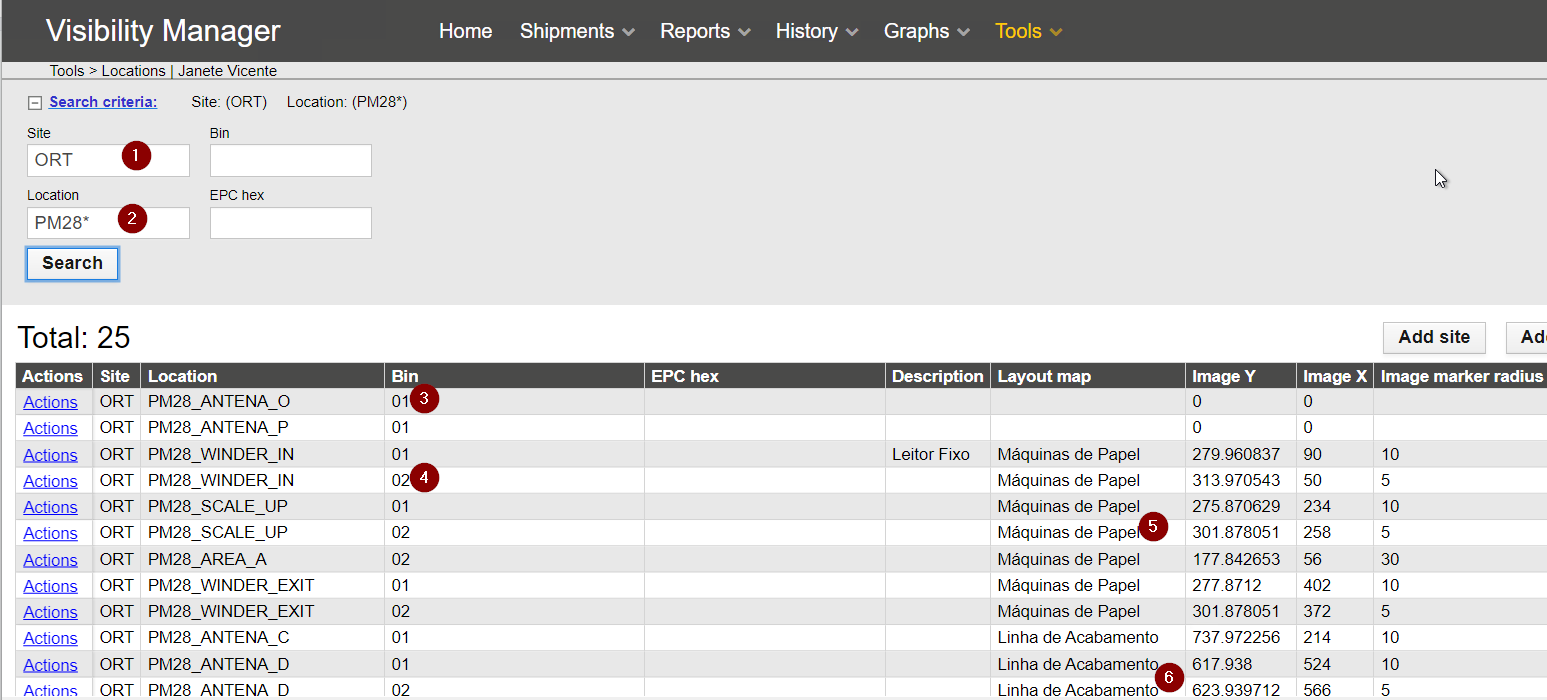 Visibility Manager Home Shipments Reports History Graphs Tools
Tools > Locations | Janete Vicente
Search criteria: Site: (ORT) Location: (PM28*)
Site Bin
ORT 1
Location EPC hex
PM28* 2
Search
Total: 25 Add site
Actions Site Location Bin EPC hex Description Layout map Image Y Image X Image marker radius
Actions ORT PM28_ANTENA_O 01 3 0 0
Actions ORT PM28_ANTENA_P 01 0 0
Actions ORT PM28_WINDER_IN 01 Leitor Fixo Máquinas de Papel 279.960837 90 10
Actions ORT PM28_WINDER_IN 02 4 Máquinas de Papel 313.970543 50 5
Actions ORT PM28_SCALE_UP 01 Máquinas de Papel 275.870629 234 10
Actions ORT PM28_SCALE_UP 02 Máquinas de Papel 5 301.878051 258 5
Actions ORT PM28_AREA_A 02 Máquinas de Papel 177.842653 56 30
Actions ORT PM28_WINDER_EXIT 01 Máquinas de Papel 277.8712 402 10
Actions ORT PM28_WINDER_EXIT 02 Máquinas de Papel 301.878051 372 5
Actions ORT PM28_ANTENA_C 01 Linha de Acabamento 737.972256 214 10
Actions ORT PM28_ANTENA_D 01 Linha de Acabamento 617.938 524 10
Actions ORT PM28_ANTENA_D 02 Linha de Acabamento 6 623.939712 566 5